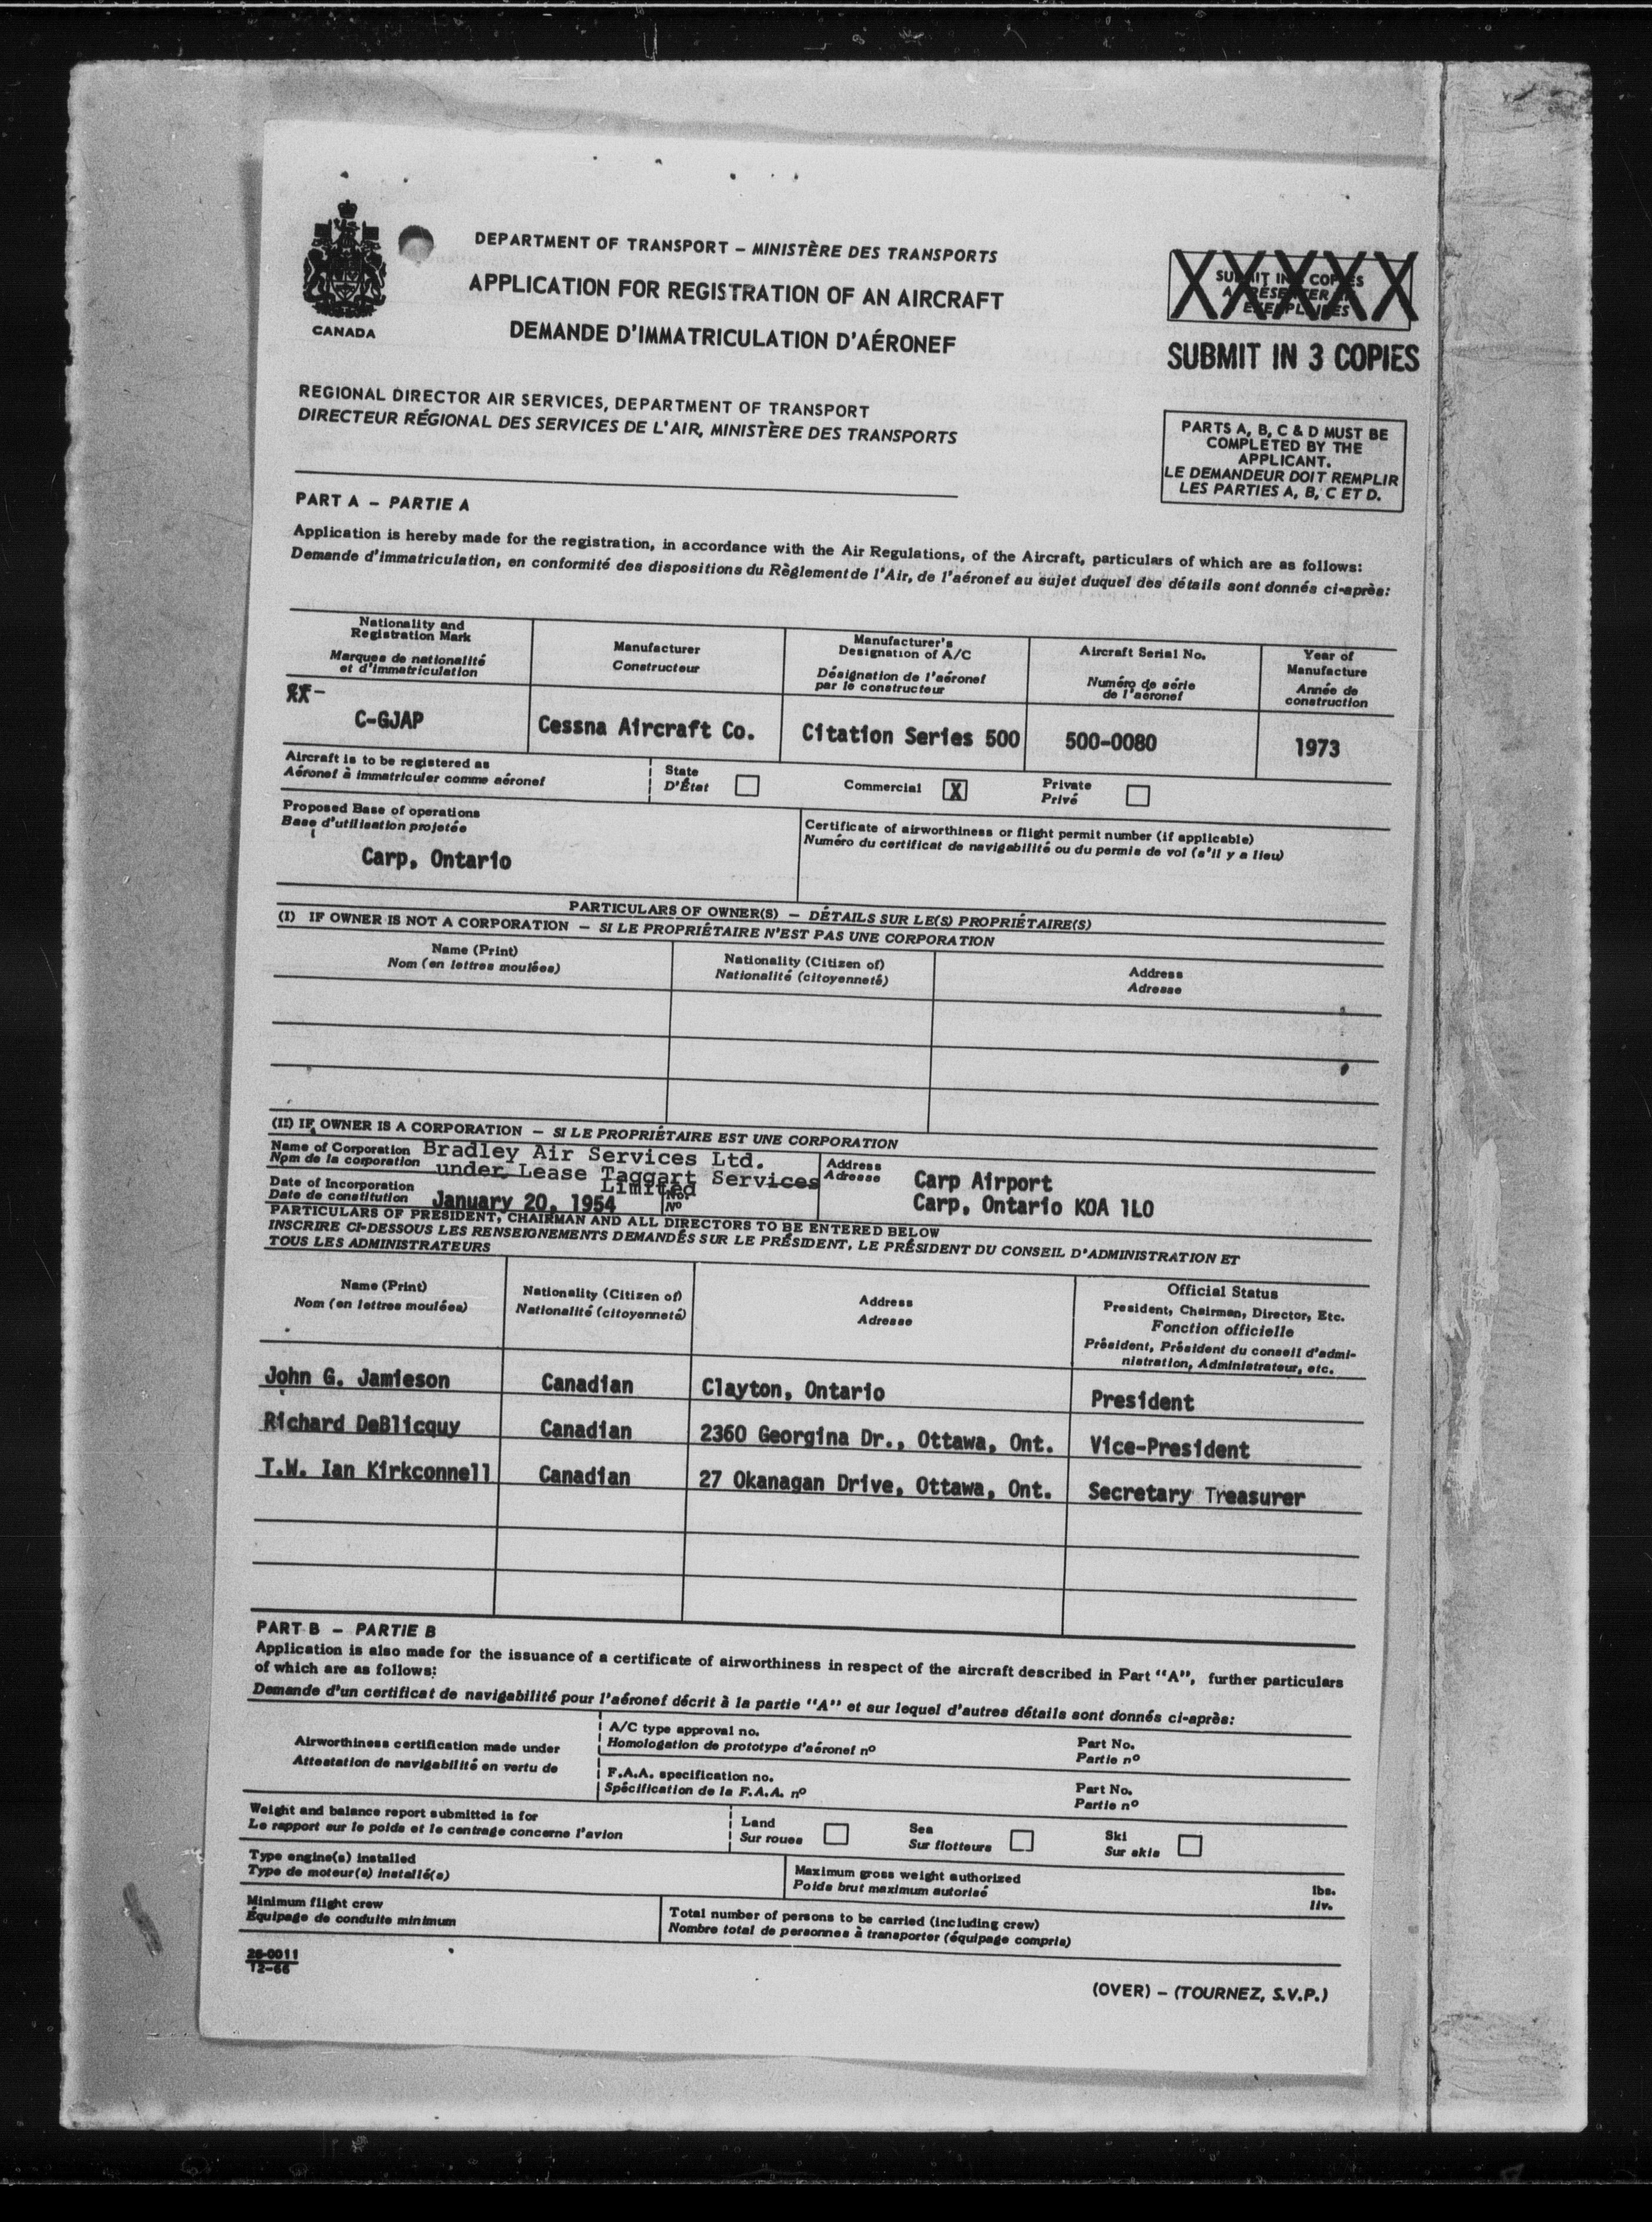 CANADA
DEPARTMENT OF TRANSPORT – MINISTÈRE DES TRANSPORTS
APPLICATION FOR REGISTRATION OF AN AIRCRAFT
DEMANDE D'IMMATRICULATION D'AÉRONEF
SUBMIT IN 3 COPIES
REGIONAL DIRECTOR AIR SERVICES, DEPARTMENT OF TRANSPORT
DIRECTEUR RÉGIONAL DES SERVICES DE L'AIR, MINISTÈRE DES TRANSPORTS
PARTS A, B, C & D MUST BE
COMPLETED BY THE
APPLICANT.
LE DEMANDEUR DOIT REMPLIR
LES PARTIES A, B, C ET D.
PART A – PARTIE A
Application is hereby made for the registration, in accordance with the Air Regulations, of the Aircraft, particulars of which are as follows:
Demande d'immatriculation, en conformité des dispositions du Règlement de l'Air, de l'aéronef au sujet duquel des détails sont donnés ci-après:
Nationality and
Registration Mark
Marques de nationalité
et d'immatriculation
C-GJAP
Manufacturer
Constructeur
Cessna Aircraft Co.
Manufacturer's
Designation of A/C
Désignation de l'aéronef
par le constructeur
Citation Series 500
Aircraft Serial No.
Numéro de série
de l'aéronef
500-0080
Year of
Manufacture
Année de
construction
1973
Aircraft is to be registered as
Aéronef à immatriculer comme aéronef
State
D'État
Commercial X
Private
Privé
Proposed Base of operations
Base d'utilisation projetée
Carp, Ontario
Certificate of airworthiness or flight permit number (if applicable)
Numéro du certificat de navigabilité ou du permis de vol (s'il y a lieu)
PARTICULARS OF OWNER(S) – DÉTAILS SUR LE(S) PROPRIÉTAIRE(S)
(I) IF OWNER IS NOT A CORPORATION – SI LE PROPRIÉTAIRE N'EST PAS UNE CORPORATION
Name (Print)
Nom (en lettres moulées)
Nationality (Citizen of)
Nationalité (citoyenneté)
Address
Adresse
(II) IF OWNER IS A CORPORATION – SI LE PROPRIÉTAIRE EST UNE CORPORATION
Name of Corporation Bradley Air Services Ltd.
Nom de la corporation under Lease Taggart Services
Limited
Date of Incorporation
Date de constitution January 20, 1954
No.
Nº
Address
Adresse
Carp Airport
Carp, Ontario KOA 1LO
PARTICULARS OF PRESIDENT, CHAIRMAN AND ALL DIRECTORS TO BE ENTERED BELOW
INSCRIRE CI-DESSOUS LES RENSEIGNEMENTS DEMANDÉS SUR LE PRÉSIDENT, LE PRÉSIDENT DU CONSEIL D'ADMINISTRATION ET
TOUS LES ADMINISTRATEURS
Name (Print)
Nom (en lettres moulées)
Nationality (Citizen of)
Nationalité (citoyenneté)
Address
Adresse
Official Status
President, Chairman, Director, Etc.
Fonction officielle
Président, Président du conseil d'admi-
nistration, Administrateur, etc.
John G. Jamieson Canadian Clayton, Ontario President
Richard DeBlicquy Canadian 2360 Georgina Dr., Ottawa, Ont. Vice-President
T.W. Ian Kirkconnell Canadian 27 Okanagan Drive, Ottawa, Ont. Secretary Treasurer
PART B – PARTIE B
Application is also made for the issuance of a certificate of airworthiness in respect of the aircraft described in Part "A", further particulars
of which are as follows:
Demande d'un certificat de navigabilité pour l'aéronef décrit à la partie "A" et sur lequel d'autres détails sont donnés ci-après:
Airworthiness certification made under
Attestation de navigabilité en vertu de
A/C type approval no.
Homologation de prototype d'aéronef nº
Part No.
Partie nº
F.A.A. specification no.
Spécification de la F.A.A. nº
Part No.
Partie nº
Weight and balance report submitted is for
Le rapport sur le poids et le centrage concerne l'avion
Land
Sur roues
Sea
Sur flotteurs
Ski
Sur skis
Type engine(s) installed
Type de moteur(s) installé(s)
Maximum gross weight authorized
Poids brut maximum autorisé
lbs.
liv.
Minimum flight crew
Équipage de conduite minimum
Total number of persons to be carried (including crew)
Nombre total de personnes à transporter (équipage compris)
26-0011
12-66
(OVER) – (TOURNEZ, S.V.P.)